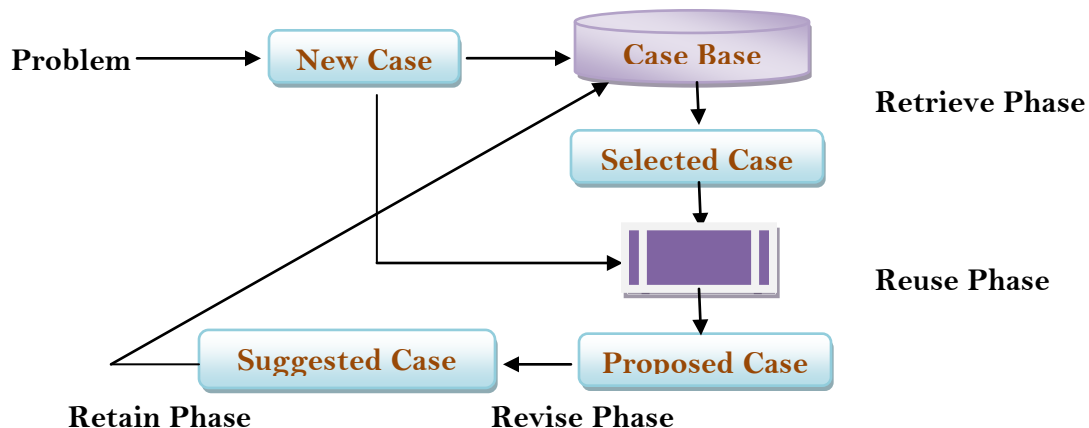 Problem
New Case
Case Base
Retrieve Phase
Selected Case
Reuse Phase
Suggested Case
Proposed Case
Retain Phase
Revise Phase